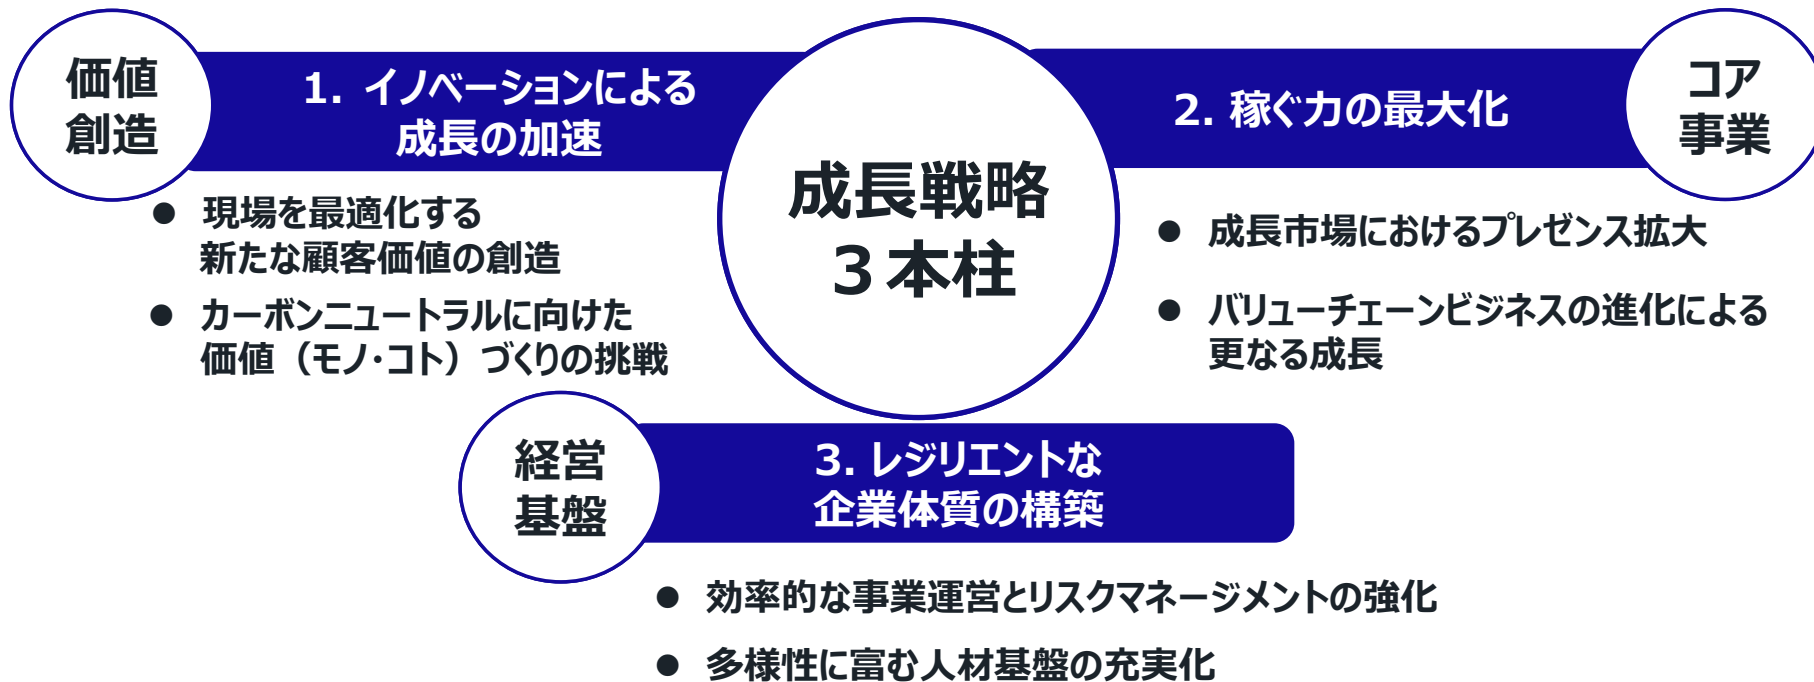 価値
創造
1. イノベーションによる
成長の加速
● 現場を最適化する
新たな顧客価値の創造
● カーボンニュートラルに向けた
価値（モノ・コト）づくりの挑戦
成長戦略
３本柱
2. 稼ぐ力の最大化
コア
事業
● 成長市場におけるプレゼンス拡大
● バリューチェーンビジネスの進化による
更なる成長
経営
基盤
3. レジリエントな
企業体質の構築
● 効率的な事業運営とリスクマネージメントの強化
● 多様性に富む人材基盤の充実化